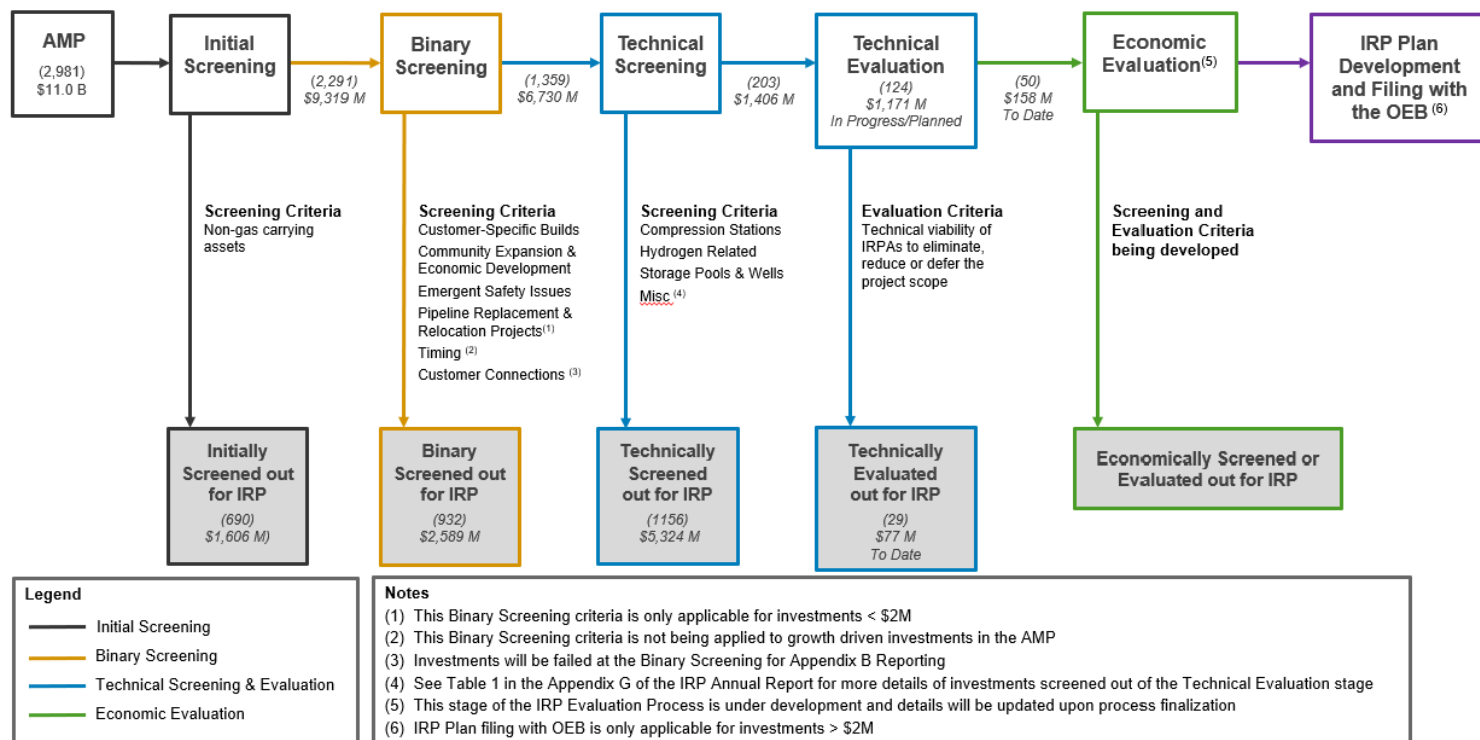 AMP
(2,981)
$11.0 B
Initial
Screening
(2,291)
$9,319 M
Binary
Screening
(1,359)
$6,730 M
Technical
Screening
(203)
$1,406 M
Technical
Evaluation
(124)
$1,171 M
In Progress/Planned
(50)
$158 M
To Date
Economic
Evaluation(5)
IRP Plan
Development
and Filing with
the OEB (6)
Screening Criteria
Non-gas carrying
assets
Screening Criteria
Customer-Specific Builds
Community Expansion &
Economic Development
Emergent Safety Issues
Pipeline Replacement &
Relocation Projects(1)
Timing (2)
Customer Connections (3)
Screening Criteria
Compression Stations
Hydrogen Related
Storage Pools & Wells
Misc (4)
Evaluation Criteria
Technical viability of
IRPAs to eliminate,
reduce or defer the
project scope
Screening and
Evaluation Criteria
being developed
Initially
Screened out
for IRP
(690)
$1,606 M)
Binary
Screened out
for IRP
(932)
$2,589 M
Technically
Screened
out for IRP
(1156)
$5,324 M
Technically
Evaluated
out for IRP
(29)
$77 M
To Date
Economically Screened or
Evaluated out for IRP
Legend
Initial Screening
Binary Screening
Technical Screening & Evaluation
Economic Evaluation
Notes
(1) This Binary Screening criteria is only applicable for investments < $2M
(2) This Binary Screening criteria is not being applied to growth driven investments in the AMP
(3) Investments will be failed at the Binary Screening for Appendix B Reporting
(4) See Table 1 in the Appendix G of the IRP Annual Report for more details of investments screened out of the Technical Evaluation stage
(5) This stage of the IRP Evaluation Process is under development and details will be updated upon process finalization
(6) IRP Plan filing with OEB is only applicable for investments > $2M